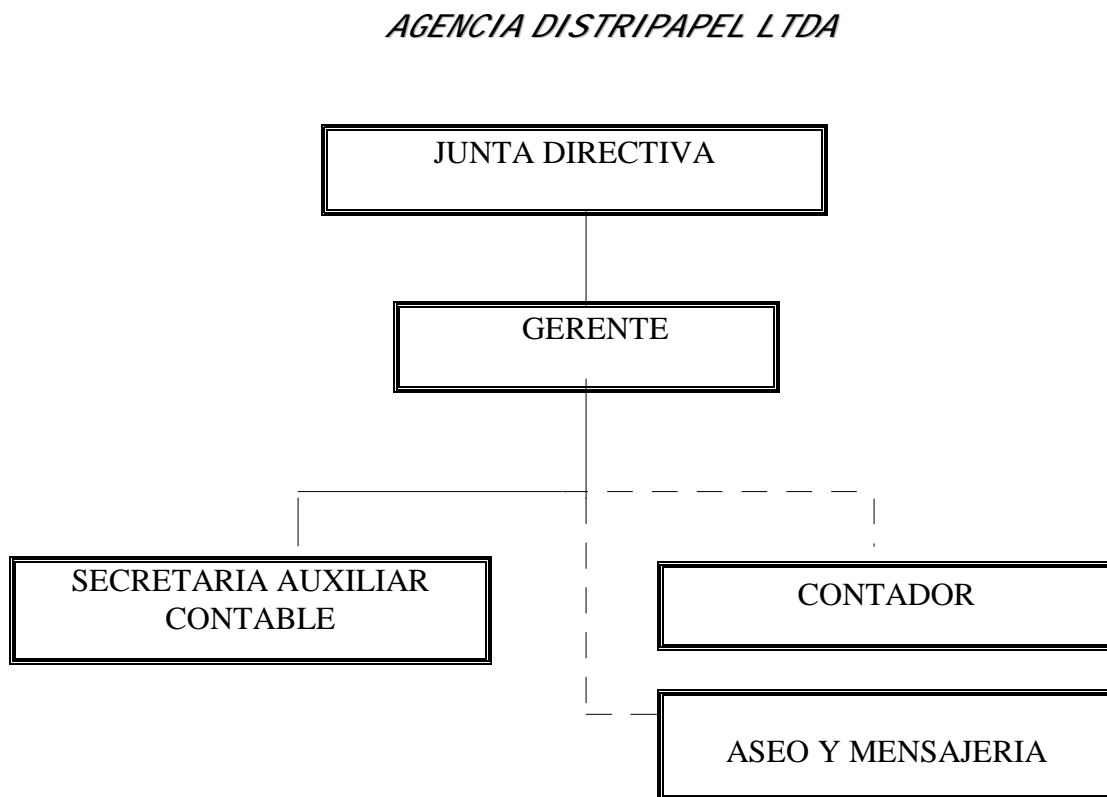 AGENCIA DISTRIPAPEL LTDA
JUNTA DIRECTIVA
GERENTE
SECRETARIA AUXILIAR
CONTABLE
CONTADOR
ASEO Y MENSAJERIA